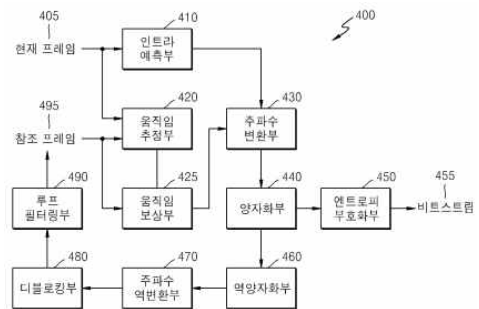 405
410
400
현재 프레임
인트라
예측부
495
420
430
참조 프레임
움직임
추정부
주파수
변환부
490
425
440
450
455
루프
필터링부
움직임
보상부
양자화부
엔트로피
부호화부
비트스트림
480
470
460
디블로킹부
주파수
역변환부
역양자화부